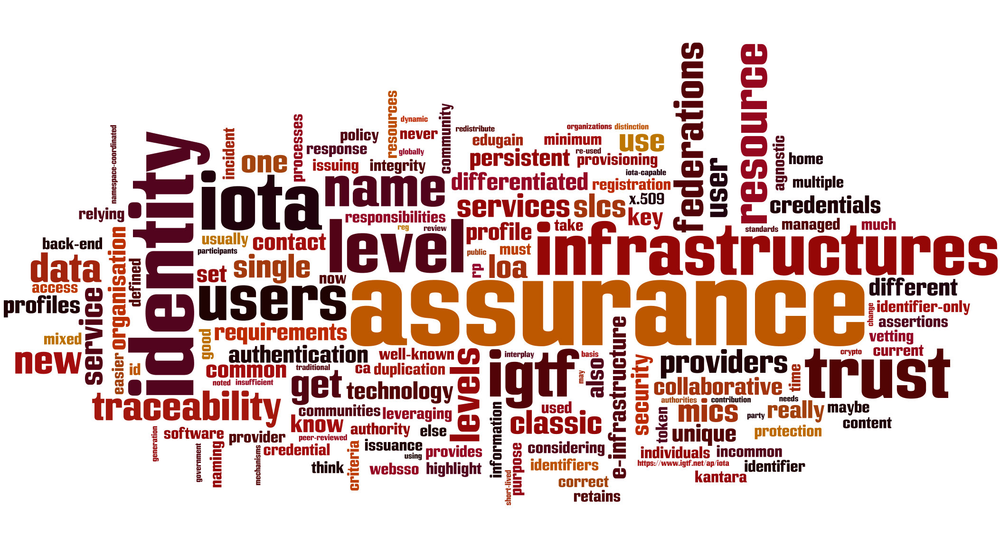 federations
resource
resources
dynamic
community
processes
policy
never
redistribute
organizations
distinction
namespace-coordinated
identity
incident
response
globally
edugain
minimum
use
agnostic
home
one
issuing
integrity
persistent
re-used
provisioning
user
iota
name
differentiated
iota-capable
registration
multiple
relying
responsibilities
services
slcs
x.509
credentials
key
level
reg
review
profile
take
infrastructures
standards
managed
much
back-end
organisation
usually
contact
participants
public
must
data
defined
single
rp
loa
access
set
now
assurance
different
profiles
service
users
change
identifier-only
assertions
mixed
good
requirements
e-infrastructure
vetting
new
easier
id
authentication
well-known
levels
igtf
interplay
basis
also
security
providers
crypto
current
trust
common
traditional
ca
duplication
may
time
noted
insufficient
get
technology
collaborative
traceability
communities
leveraging
information
used
authorities
contribution
needs
mics
party
really
maybe
know
classic
token
content
generation
software
provider
peer-reviewed
authority
else
unique
protection
government
naming
mechanisms
credential
criteria
issuance
using
provides
purpose
considering
individuals
incommon
think
websso
highlight
short-lived
identifiers
https://www.igtf.net/ap/iota
identifier
correct
kantara
retains